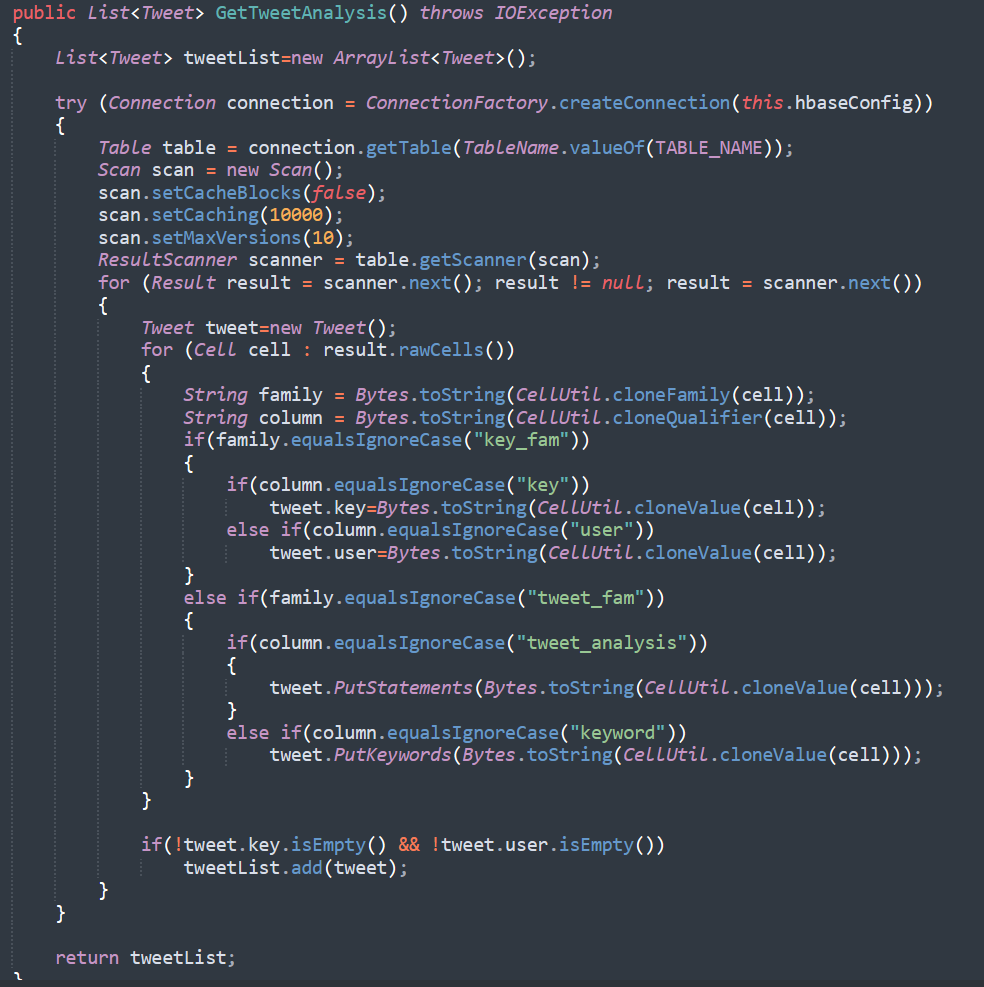 public List<Tweet> GetTweetAnalysis() throws IOException
{
    List<Tweet> tweetList=new ArrayList<Tweet>();

    try (Connection connection = ConnectionFactory.createConnection(this.hbaseConfig))
    {
        Table table = connection.getTable(TableName.valueOf(TABLE_NAME));
        Scan scan = new Scan();
        scan.setCacheBlocks(false);
        scan.setCaching(10000);
        scan.setMaxVersions(10);
        ResultScanner scanner = table.getScanner(scan);
        for (Result result = scanner.next(); result != null; result = scanner.next())
        {
            Tweet tweet=new Tweet();
            for (Cell cell : result.rawCells())
            {
                String family = Bytes.toString(CellUtil.cloneFamily(cell));
                String column = Bytes.toString(CellUtil.cloneQualifier(cell));
                if(family.equalsIgnoreCase("key_fam"))
                {
                    if(column.equalsIgnoreCase("key"))
                        tweet.key=Bytes.toString(CellUtil.cloneValue(cell));
                    else if(column.equalsIgnoreCase("user"))
                        tweet.user=Bytes.toString(CellUtil.cloneValue(cell));
                }
                else if(family.equalsIgnoreCase("tweet_fam"))
                {
                    if(column.equalsIgnoreCase("tweet_analysis"))
                    {
                        tweet.PutStatements(Bytes.toString(CellUtil.cloneValue(cell)));
                    }
                    else if(column.equalsIgnoreCase("keyword"))
                        tweet.PutKeywords(Bytes.toString(CellUtil.cloneValue(cell)));
                }
            }

            if(!tweet.key.isEmpty() && !tweet.user.isEmpty())
                tweetList.add(tweet);
        }
    }

    return tweetList;
}